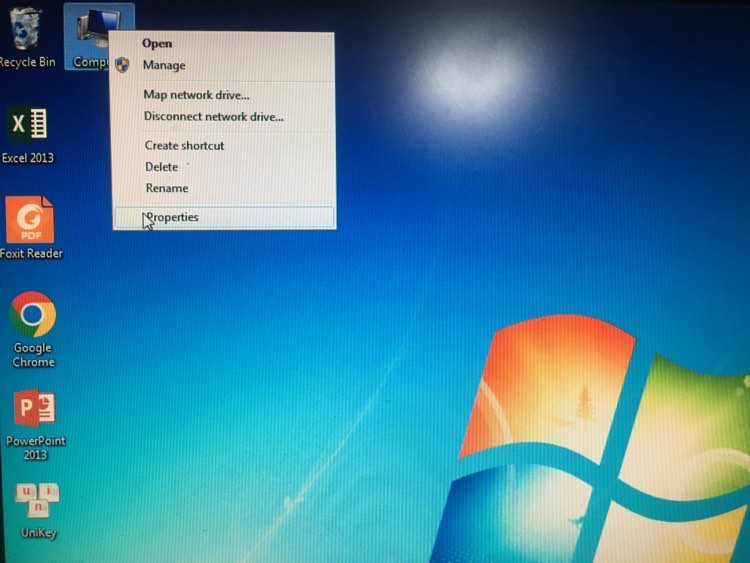 Recycle Bin
Open
Manage
Map network drive...
Disconnect network drive...
Create shortcut
Delete
Rename
Properties
X
Excel 2013
PDF
Foxit Reader
Google
Chrome
P
PowerPoint
2013
u i
n
UniKey